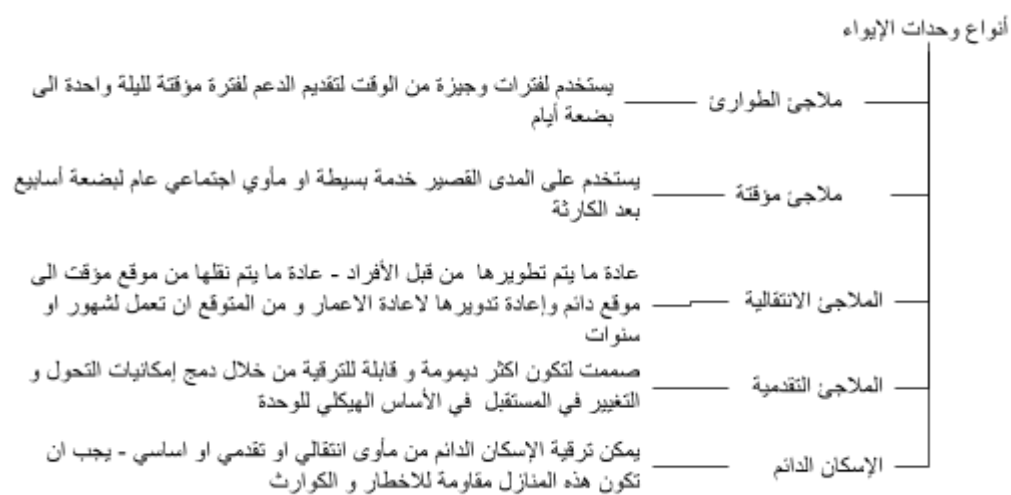 أنواع وحدات الإيواء
ملاجئ الطوارئ
يستخدم لفترات وجيزة من الوقت لتقديم الدعم لفترة مؤقتة لليلة واحدة الى
بضعة أيام
ملاجئ مؤقتة
يستخدم على المدى القصير خدمة بسيطة او مأوي اجتماعي عام لبضعة أسابيع
بعد الكارثة
الملاجئ الانتقالية
عادة ما يتم تطويرها من قبل الأفراد - عادة ما يتم نقلها من موقع مؤقت الى
موقع دائم وإعادة تدويرها لاعادة الاعمار و من المتوقع ان تعمل لشهور او
سنوات
الملاجئ التقدمية
صممت لتكون اكثر ديمومة و قابلة للترقية من خلال دمج إمكانيات التحول و
التغيير في المستقبل في الأساس الهيكلي للوحدة
الإسكان الدائم
يمكن ترقية الإسكان الدائم من مأوى انتقالي او تقدمي او اساسي - يجب ان
تكون هذه المنازل مقاومة للاخطار و الكوارث